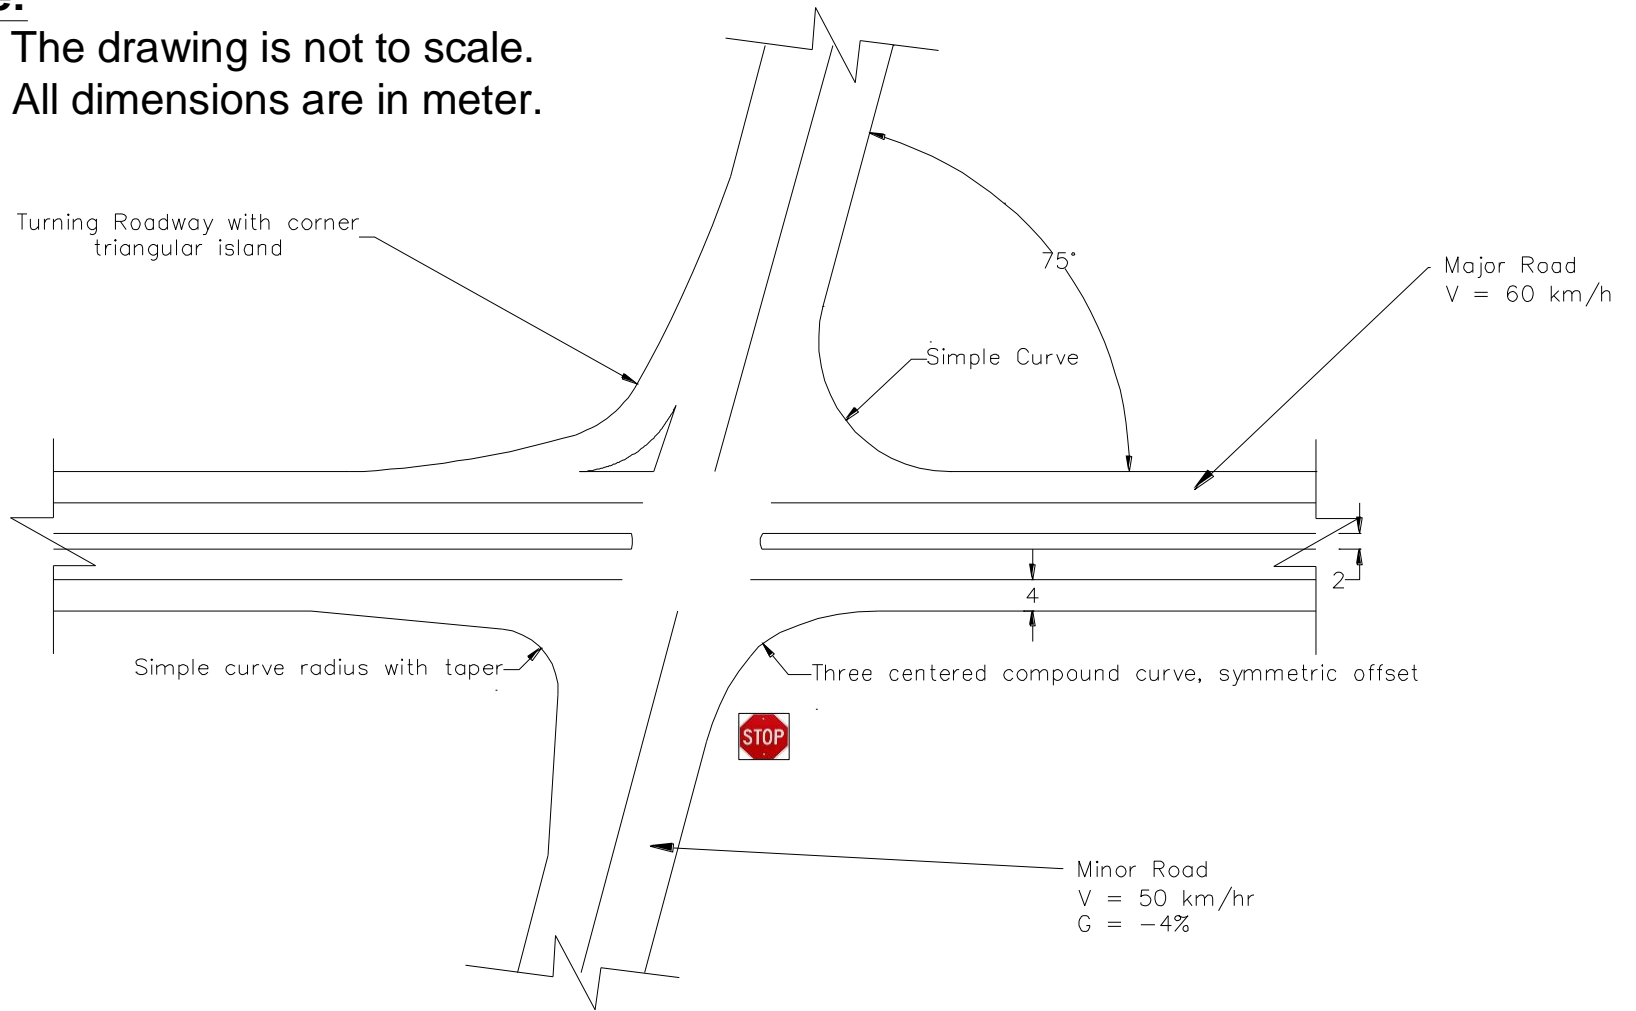 The drawing is not to scale.
All dimensions are in meter.
Turning Roadway with corner
triangular island
75°
Major Road
V = 60 km/h
Simple Curve
2
4
Simple curve radius with taper
Three centered compound curve, symmetric offset
STOP
Minor Road
V = 50 km/hr
G = -4%